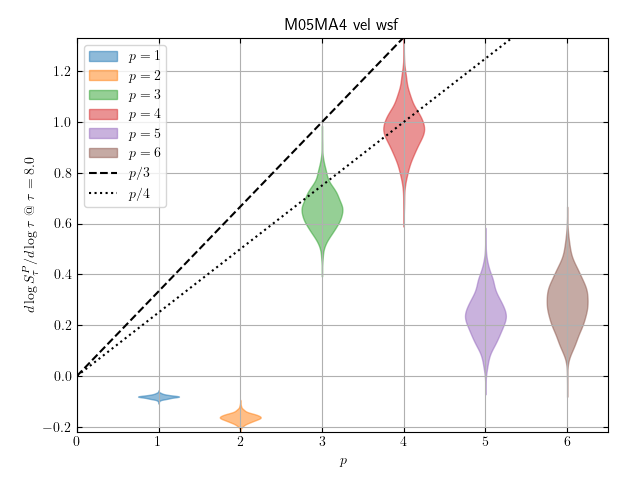 M05MA4 vel wsf
p = 1
p = 2
p = 3
p = 4
p = 5
p = 6
p/3
p/4
d log S_τ^P / d log τ @ τ = 8.0
1.2
1.0
0.8
0.6
0.4
0.2
0.0
−0.2
0 1 2 3 4 5 6
p